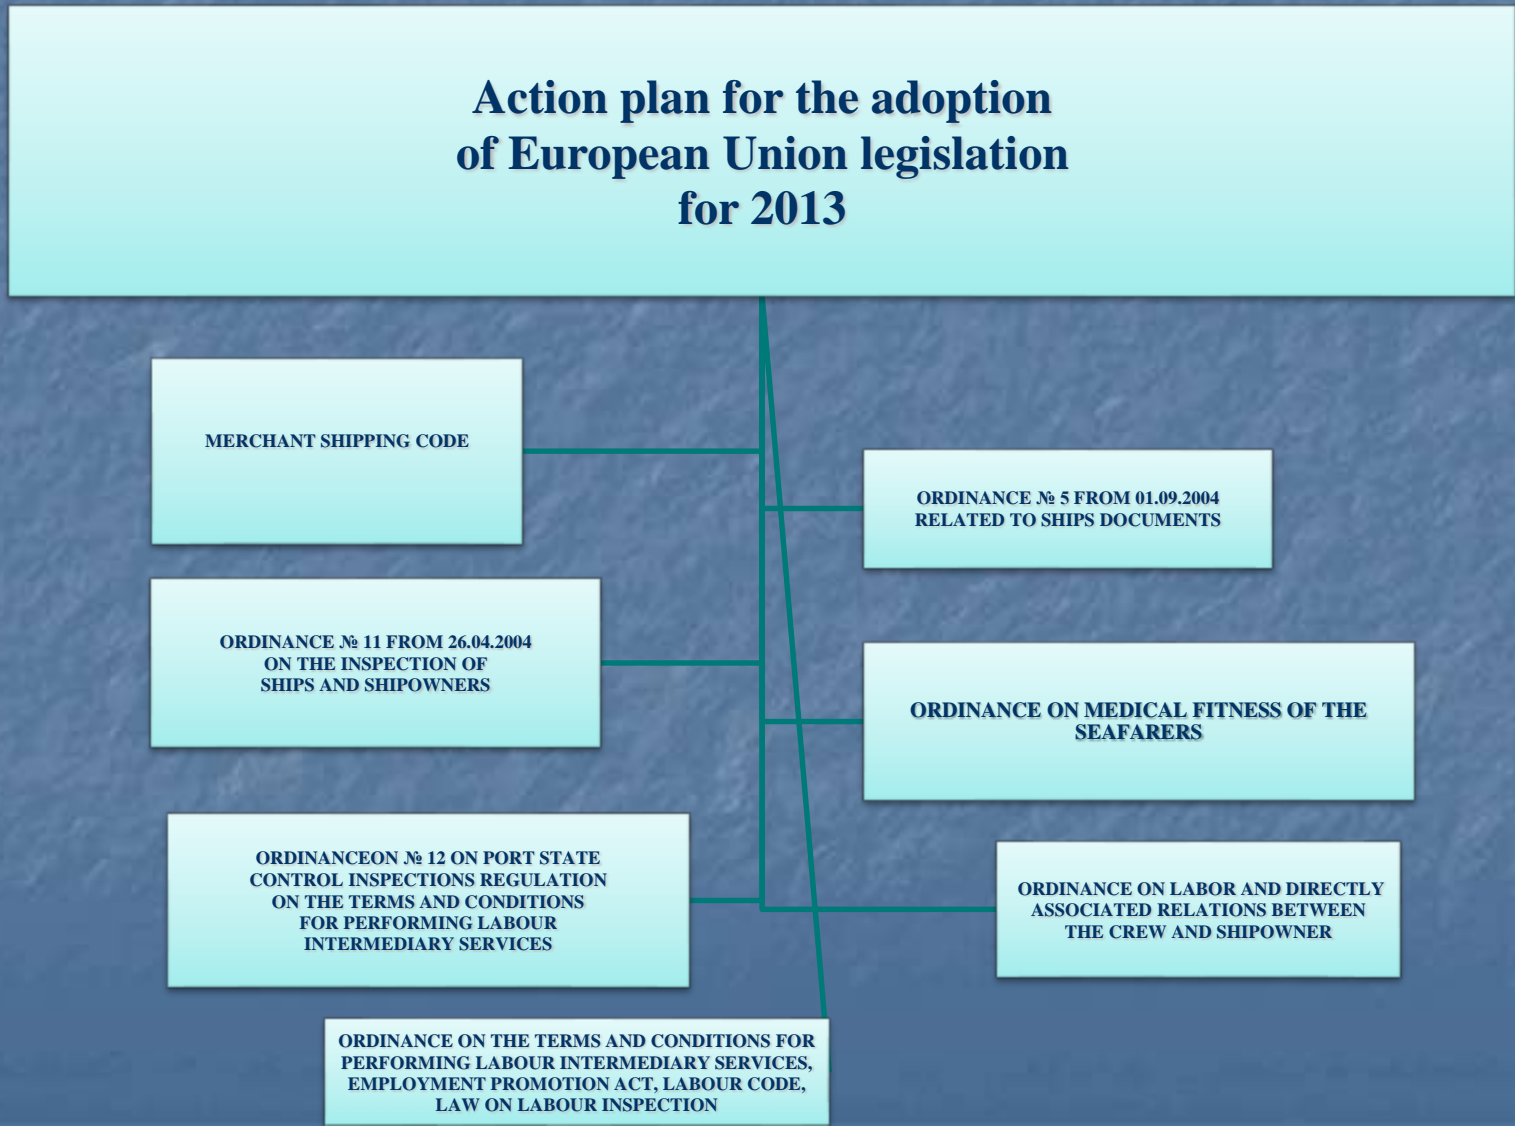 Action plan for the adoption
of European Union legislation
for 2013
MERCHANT SHIPPING CODE
ORDINANCE № 5 FROM 01.09.2004
RELATED TO SHIPS DOCUMENTS
ORDINANCE № 11 FROM 26.04.2004
ON THE INSPECTION OF
SHIPS AND SHIPOWNERS
ORDINANCE ON MEDICAL FITNESS OF THE
SEAFARERS
ORDINANCEON № 12 ON PORT STATE
CONTROL INSPECTIONS REGULATION
ON THE TERMS AND CONDITIONS
FOR PERFORMING LABOUR
INTERMEDIARY SERVICES
ORDINANCE ON LABOR AND DIRECTLY
ASSOCIATED RELATIONS BETWEEN
THE CREW AND SHIPOWNER
ORDINANCE ON THE TERMS AND CONDITIONS FOR
PERFORMING LABOUR INTERMEDIARY SERVICES,
EMPLOYMENT PROMOTION ACT, LABOUR CODE,
LAW ON LABOUR INSPECTION